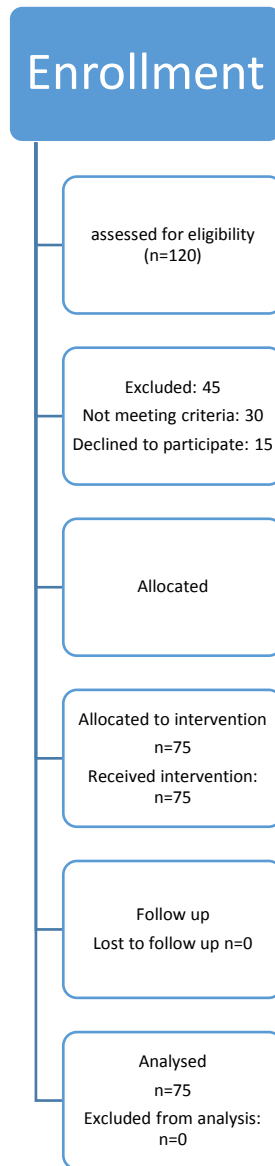 Enrollment
assessed for eligibility
(n=120)
Excluded: 45
Not meeting criteria: 30
Declined to participate: 15
Allocated
Allocated to intervention
n=75
Received intervention:
n=75
Follow up
Lost to follow up n=0
Analysed
n=75
Excluded from analysis:
n=0